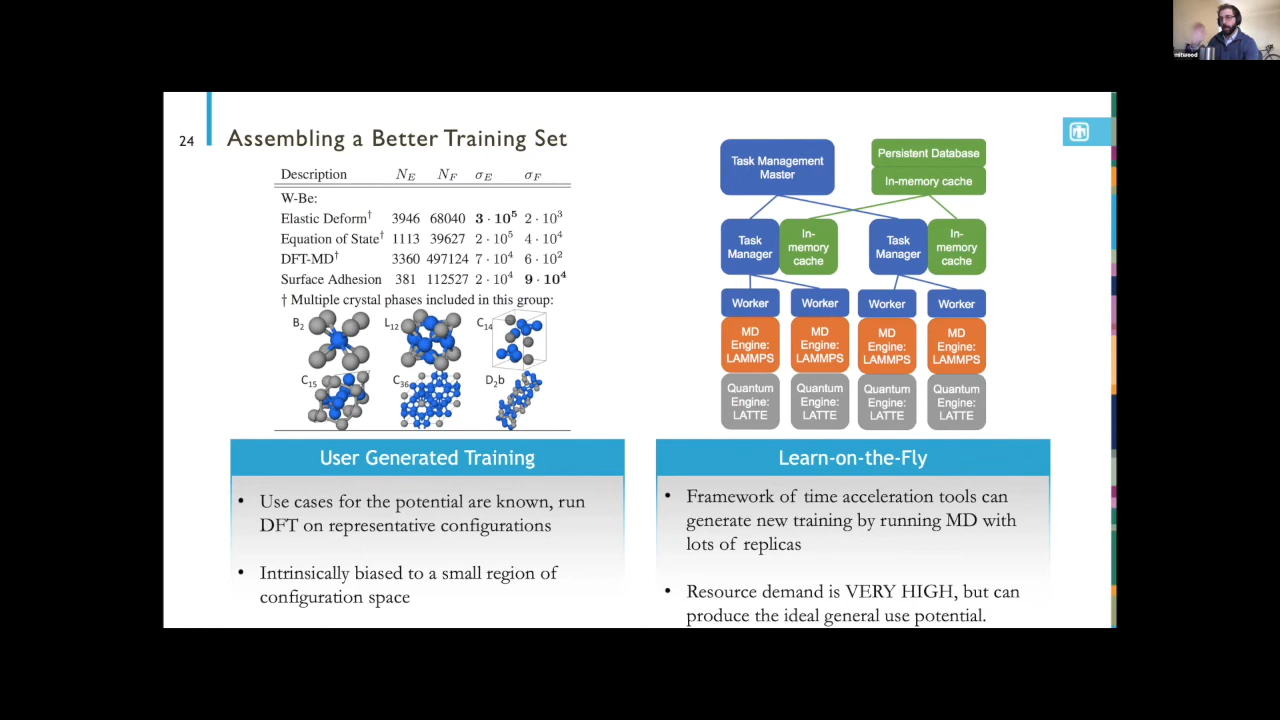 mitwood
24
Assembling a Better Training Set
Description N_E N_F σ_E σ_F
W-Be:
Elastic Deform† 3946 68040 3 · 10^5 2 · 10^3
Equation of State† 1113 39627 2 · 10^5 4 · 10^4
DFT-MD† 3360 497124 7 · 10^4 6 · 10^2
Surface Adhesion 381 112527 2 · 10^4 9 · 10^4
† Multiple crystal phases included in this group:
B2 L12 C14
C15 C36 D2b
Task Management
Master
Persistent Database
In-memory cache
Task
Manager
In-
memory
cache
Task
Manager
In-
memory
cache
Worker Worker Worker Worker
MD
Engine:
LAMMPS
MD
Engine:
LAMMPS
MD
Engine:
LAMMPS
MD
Engine:
LAMMPS
Quantum
Engine:
LATTE
Quantum
Engine:
LATTE
Quantum
Engine:
LATTE
Quantum
Engine:
LATTE
User Generated Training
• Use cases for the potential are known, run
DFT on representative configurations
• Intrinsically biased to a small region of
configuration space
Learn-on-the-Fly
• Framework of time acceleration tools can
generate new training by running MD with
lots of replicas
• Resource demand is VERY HIGH, but can
produce the ideal general use potential.